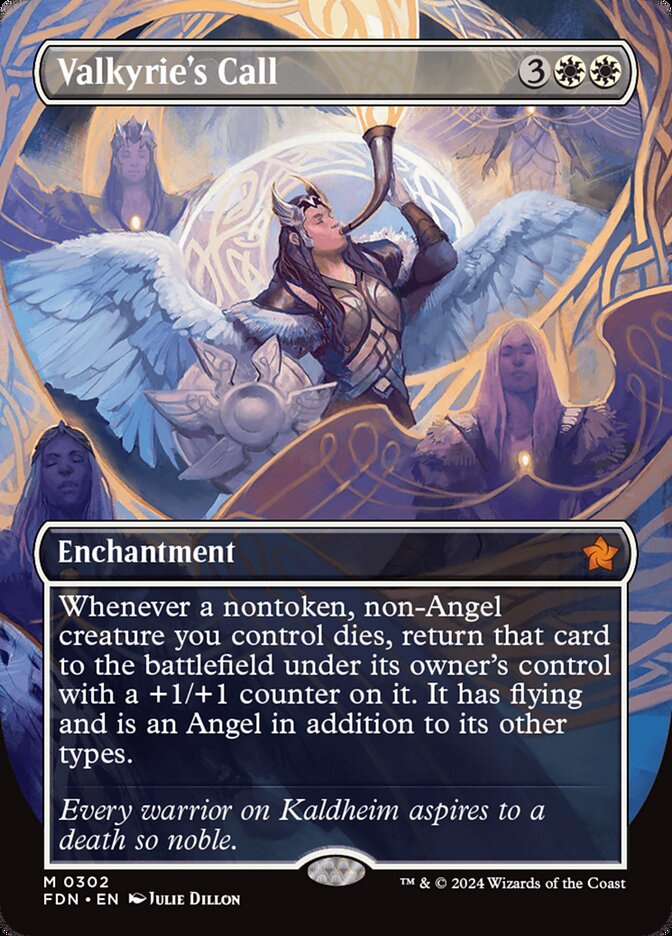 Valkyrie's Call 3
Enchantment
Whenever a nontoken, non-Angel
creature you control dies, return that card
to the battlefield under its owner's control
with a +1/+1 counter on it. It has flying
and is an Angel in addition to its other
types.
Every warrior on Kaldheim aspires to a
death so noble.
M 0302
FDN • EN JULIE DILLON
™ & © 2024 Wizards of the Coast